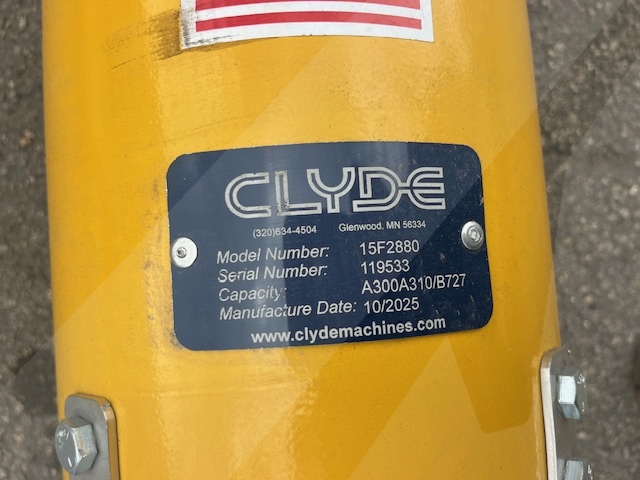 CLYDE
(320)634-4504 Glenwood, MN 56334
Model Number: 15F2880
Serial Number: 119533
Capacity: A300A310/B727
Manufacture Date: 10/2025
www.clydemachines.com